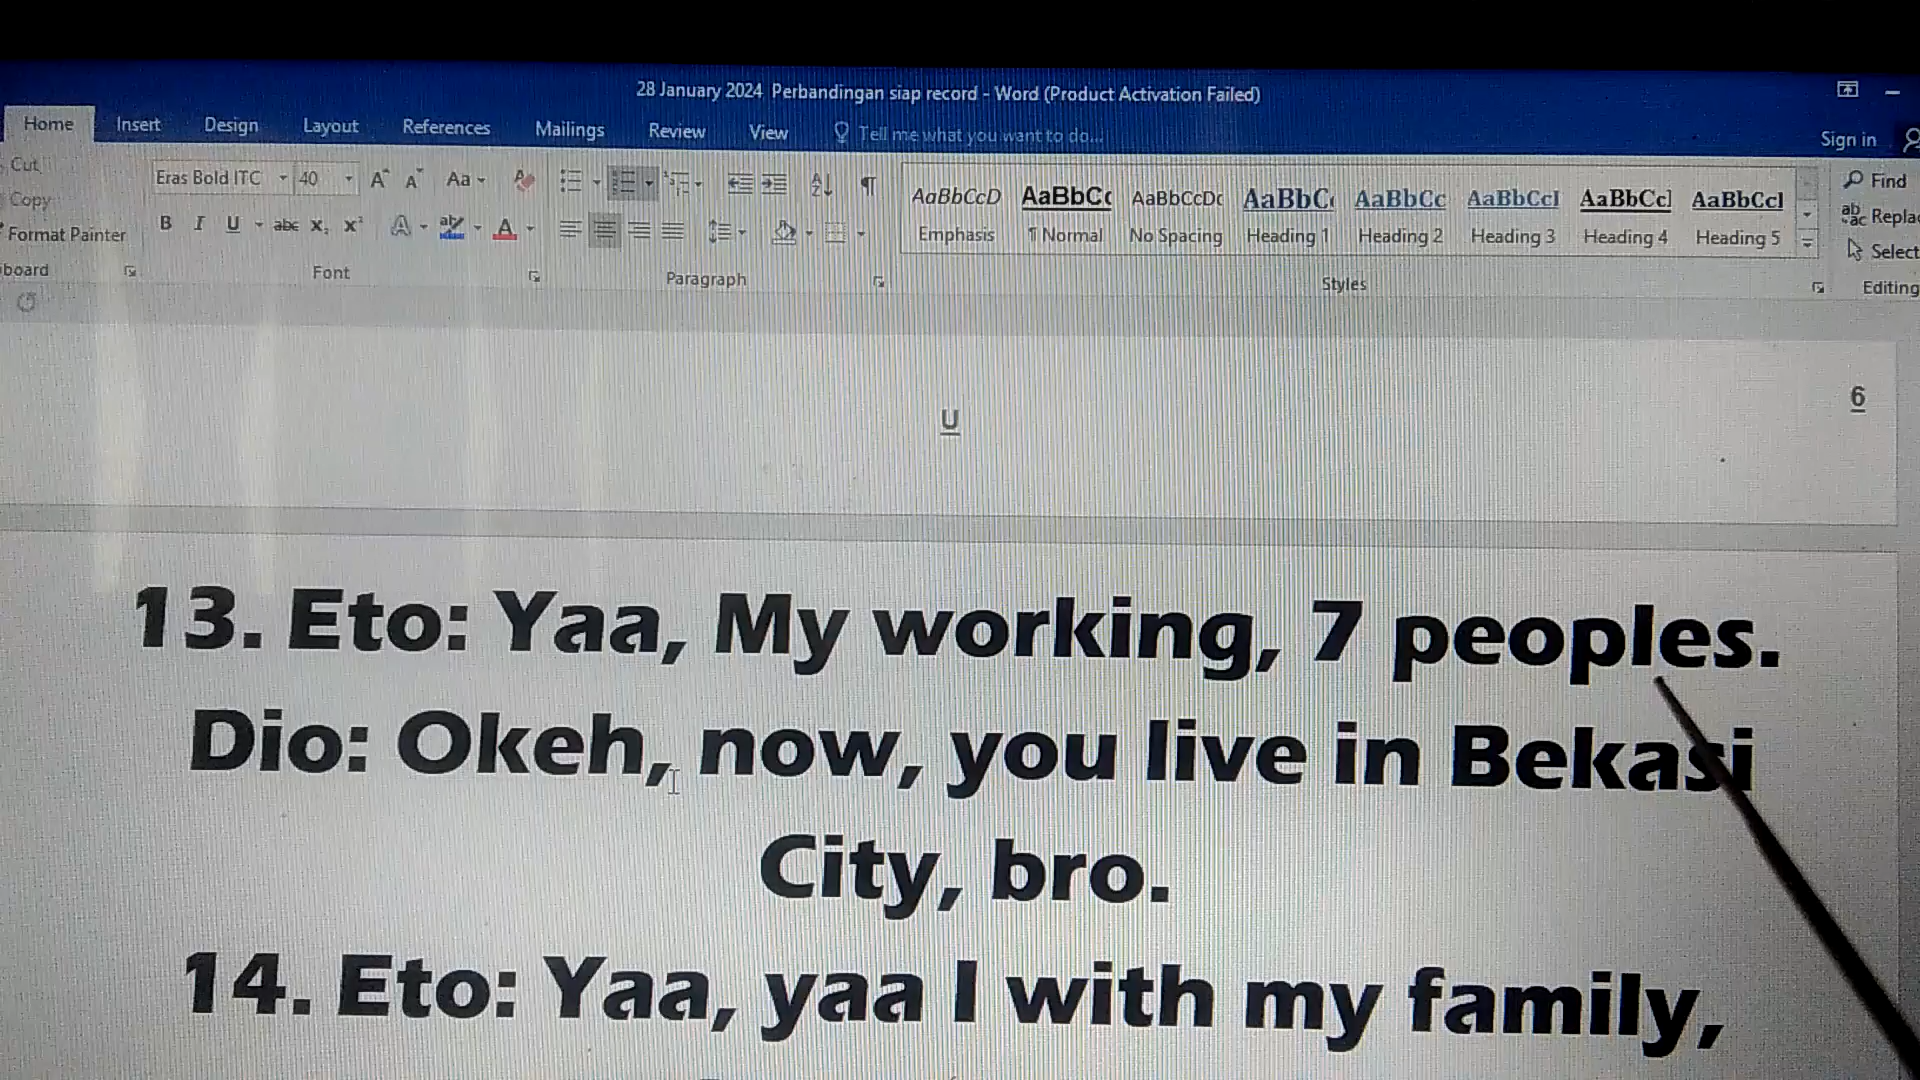 28 January 2024 Perbandingan siap record - Word (Product Activation Failed)
Home Insert Design Layout References Mailings Review View Tell me what you want to do... Sign in
Cut
Copy
Format Painter
board
Eras Bold ITC 40
Font
Paragraph
AaBbCcD AaBbCc AaBbCcDc AaBbC AaBbCc AaBbCcI AaBbCcI AaBbCcI
Emphasis ¶ Normal No Spacing Heading 1 Heading 2 Heading 3 Heading 4 Heading 5
Styles
Find
Repla
Select
Editing
6
U
13. Eto: Yaa, My working, 7 peoples.
Dio: Okeh, now, you live in Bekasi
City, bro.
14. Eto: Yaa, yaa I with my family,